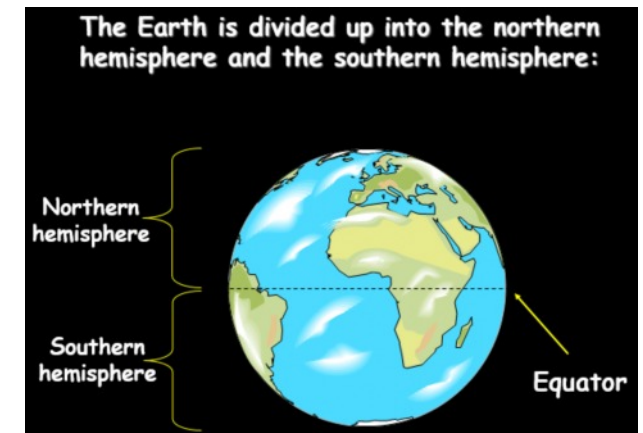 The Earth is divided up into the northern
hemisphere and the southern hemisphere:
Northern
hemisphere
Southern
hemisphere
Equator